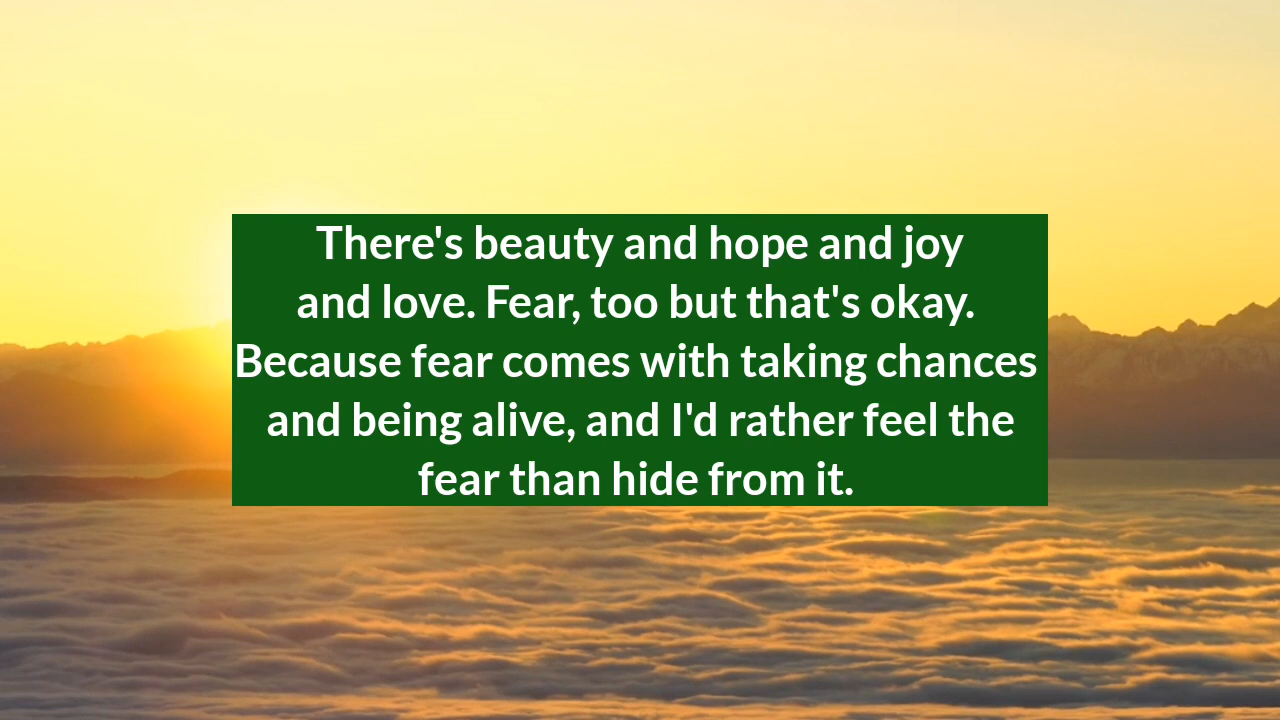 There's beauty and hope and joy
and love. Fear, too but that's okay.
Because fear comes with taking chances
and being alive, and I'd rather feel the
fear than hide from it.